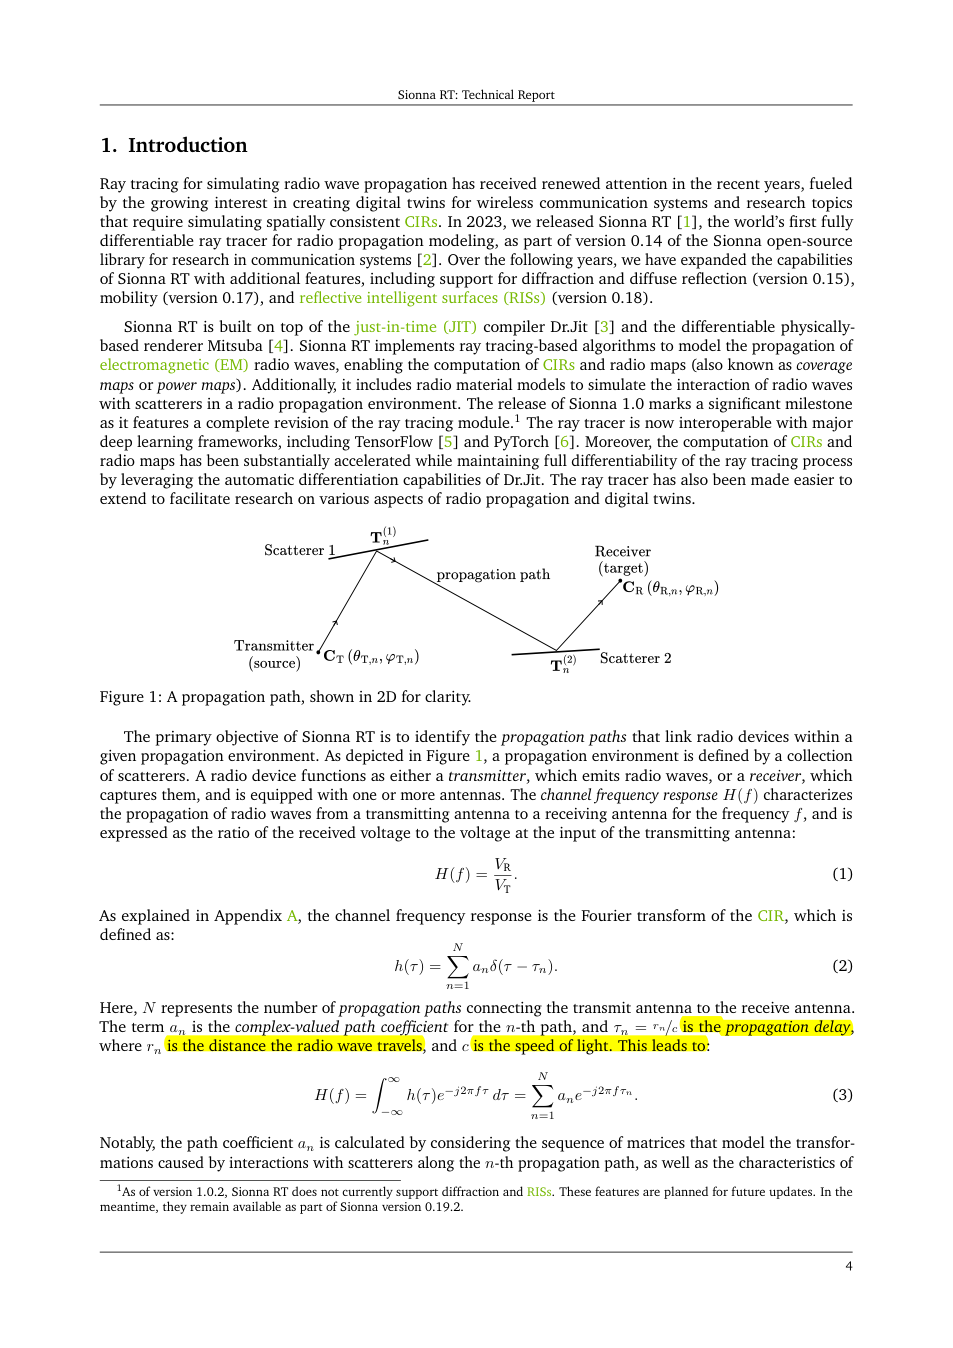 Sionna RT: Technical Report
1. Introduction
Ray tracing for simulating radio wave propagation has received renewed attention in the recent years, fueled
by the growing interest in creating digital twins for wireless communication systems and research topics
that require simulating spatially consistent CIRs. In 2023, we released Sionna RT [1], the world's first fully
differentiable ray tracer for radio propagation modeling, as part of version 0.14 of the Sionna open-source
library for research in communication systems [2]. Over the following years, we have expanded the capabilities
of Sionna RT with additional features, including support for diffraction and diffuse reflection (version 0.15),
mobility (version 0.17), and reflective intelligent surfaces (RISs) (version 0.18).
Sionna RT is built on top of the just-in-time (JIT) compiler Dr.Jit [3] and the differentiable physically-
based renderer Mitsuba [4]. Sionna RT implements ray tracing-based algorithms to model the propagation of
electromagnetic (EM) radio waves, enabling the computation of CIRs and radio maps (also known as coverage
maps or power maps). Additionally, it includes radio material models to simulate the interaction of radio waves
with scatterers in a radio propagation environment. The release of Sionna 1.0 marks a significant milestone
as it features a complete revision of the ray tracing module.¹ The ray tracer is now interoperable with major
deep learning frameworks, including TensorFlow [5] and PyTorch [6]. Moreover, the computation of CIRs and
radio maps has been substantially accelerated while maintaining full differentiability of the ray tracing process
by leveraging the automatic differentiation capabilities of Dr.Jit. The ray tracer has also been made easier to
extend to facilitate research on various aspects of radio propagation and digital twins.
T_n^(1)
Scatterer 1
Receiver
(target)
propagation path
C_R (θ_R,n, φ_R,n)
Transmitter
(source)
C_T (θ_T,n, φ_T,n)
T_n^(2)
Scatterer 2
Figure 1: A propagation path, shown in 2D for clarity.
The primary objective of Sionna RT is to identify the propagation paths that link radio devices within a
given propagation environment. As depicted in Figure 1, a propagation environment is defined by a collection
of scatterers. A radio device functions as either a transmitter, which emits radio waves, or a receiver, which
captures them, and is equipped with one or more antennas. The channel frequency response H(f) characterizes
the propagation of radio waves from a transmitting antenna to a receiving antenna for the frequency f, and is
expressed as the ratio of the received voltage to the voltage at the input of the transmitting antenna:
H(f) = V_R / V_T. (1)
As explained in Appendix A, the channel frequency response is the Fourier transform of the CIR, which is
defined as:
h(τ) = ∑_{n=1}^{N} a_n δ(τ − τ_n). (2)
Here, N represents the number of propagation paths connecting the transmit antenna to the receive antenna.
The term a_n is the complex-valued path coefficient for the n-th path, and τ_n = r_n/c is the propagation delay,
where r_n is the distance the radio wave travels, and c is the speed of light. This leads to:
H(f) = ∫_{−∞}^{∞} h(τ)e^{−j2πfτ} dτ = ∑_{n=1}^{N} a_n e^{−j2πfτ_n}. (3)
Notably, the path coefficient a_n is calculated by considering the sequence of matrices that model the transfor-
mations caused by interactions with scatterers along the n-th propagation path, as well as the characteristics of
¹As of version 1.0.2, Sionna RT does not currently support diffraction and RISs. These features are planned for future updates. In the
meantime, they remain available as part of Sionna version 0.19.2.
4